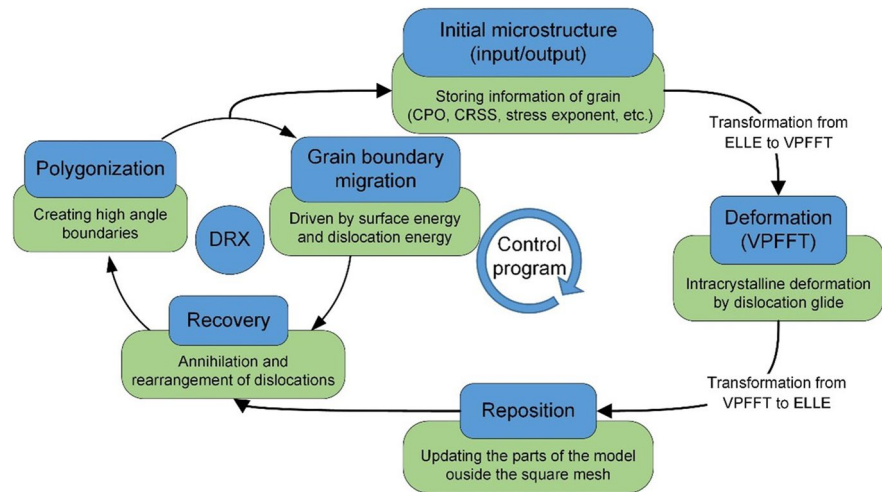 Initial microstructure
(input/output)
Storing information of grain
(CPO, CRSS, stress exponent, etc.)
Transformation from
ELLE to VPFFT
Polygonization
Creating high angle
boundaries
Grain boundary
migration
Driven by surface energy
and dislocation energy
DRX
Control
program
Deformation
(VPFFT)
Intracrystalline deformation
by dislocation glide
Recovery
Annihilation and
rearrangement of dislocations
Transformation from
VPFFT to ELLE
Reposition
Updating the parts of the model
ouside the square mesh